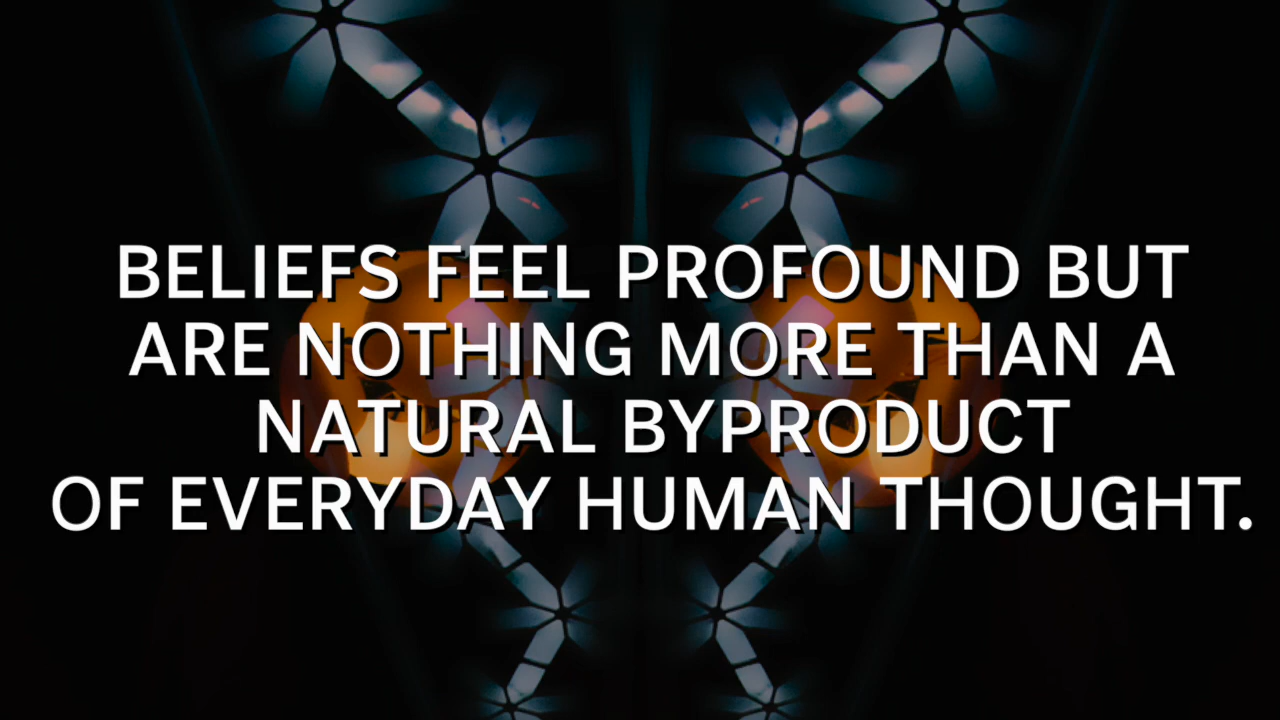 BELIEFS FEEL PROFOUND BUT
ARE NOTHING MORE THAN A
NATURAL BYPRODUCT
OF EVERYDAY HUMAN THOUGHT.